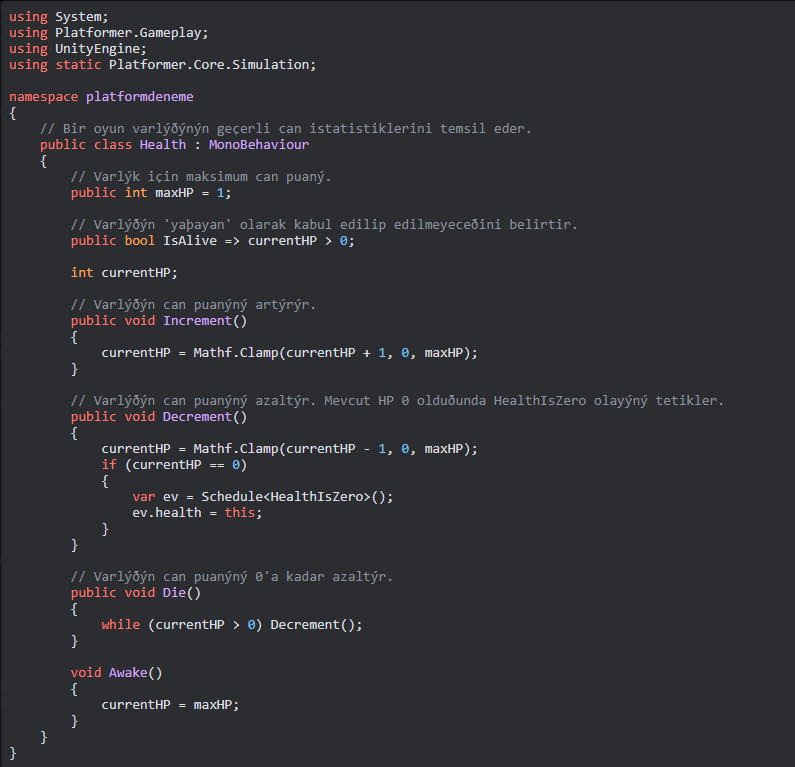 using System;
using Platformer.Gameplay;
using UnityEngine;
using static Platformer.Core.Simulation;

namespace platformdeneme
{
    // Bir oyun varlýðýnýn geçerli can istatistiklerini temsil eder.
    public class Health : MonoBehaviour
    {
        // Varlýk için maksimum can puaný.
        public int maxHP = 1;

        // Varlýðýn 'yaþayan' olarak kabul edilip edilmeyeceðini belirtir.
        public bool IsAlive => currentHP > 0;

        int currentHP;

        // Varlýðýn can puanýný artýrýr.
        public void Increment()
        {
            currentHP = Mathf.Clamp(currentHP + 1, 0, maxHP);
        }

        // Varlýðýn can puanýný azaltýr. Mevcut HP 0 olduðunda HealthIsZero olayýný tetikler.
        public void Decrement()
        {
            currentHP = Mathf.Clamp(currentHP - 1, 0, maxHP);
            if (currentHP == 0)
            {
                var ev = Schedule<HealthIsZero>();
                ev.health = this;
            }
        }

        // Varlýðýn can puanýný 0'a kadar azaltýr.
        public void Die()
        {
            while (currentHP > 0) Decrement();
        }

        void Awake()
        {
            currentHP = maxHP;
        }
    }
}